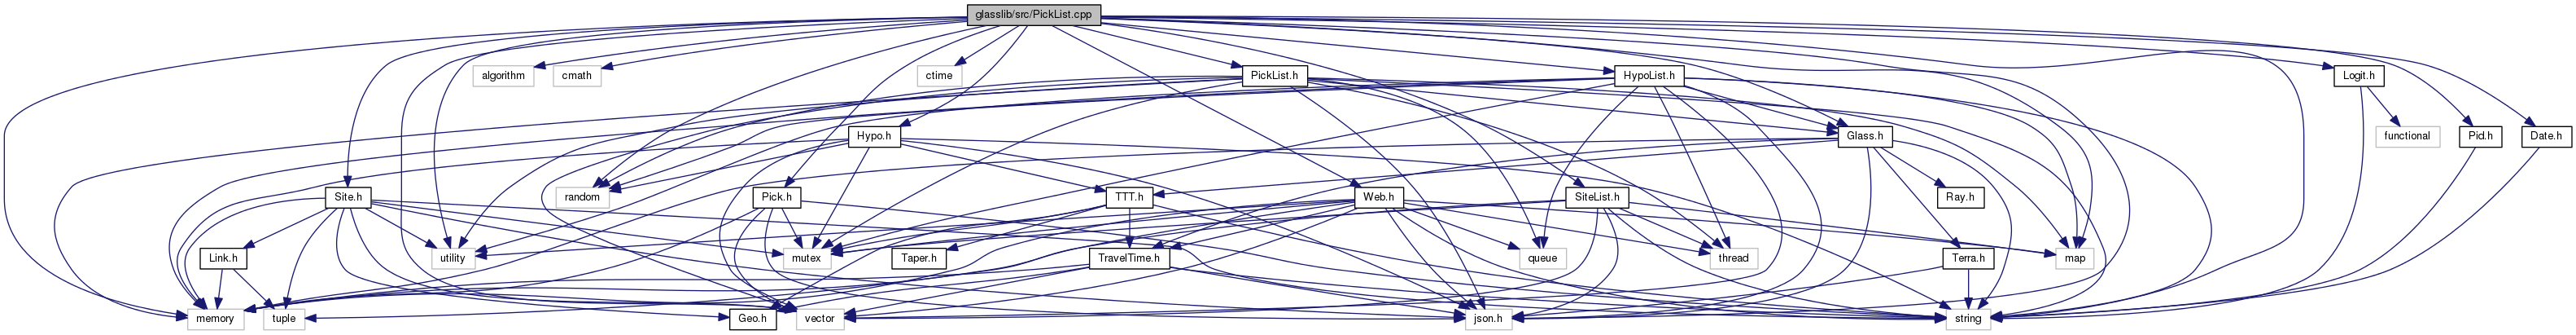 glasslib/src/PickList.cpp
algorithm
cmath
ctime
PickList.h
HypoList.h
Logit.h
Hypo.h
Glass.h
functional
Pid.h
Date.h
random
Site.h
Pick.h
TTT.h
Web.h
SiteList.h
Ray.h
Link.h
utility
mutex
Taper.h
TravelTime.h
queue
thread
Terra.h
map
memory
tuple
Geo.h
vector
json.h
string